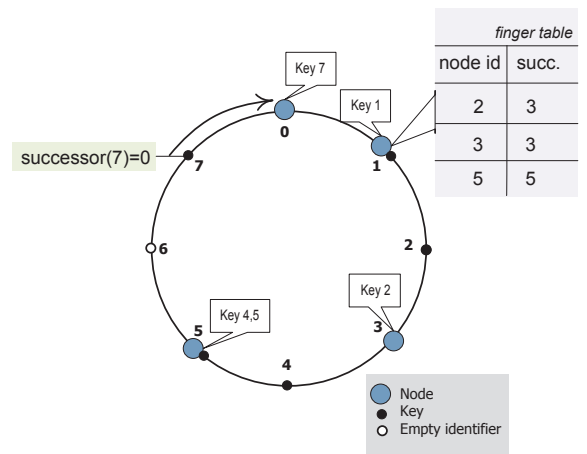 finger table
node id succ.
2 3
3 3
5 5
Key 7
Key 1
0
1
successor(7)=0
7
2
6
Key 2
3
Key 4,5
5
4
Node
Key
Empty identifier